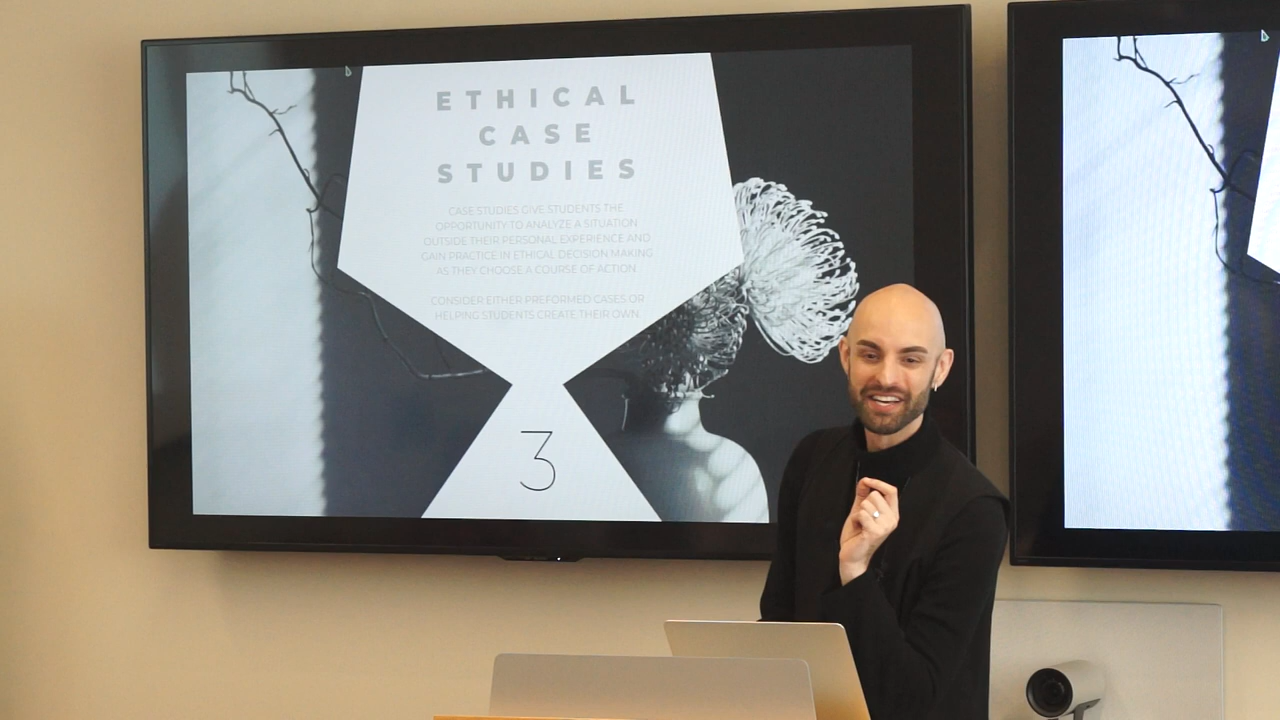 ETHICAL
CASE
STUDIES
CASE STUDIES GIVE STUDENTS THE
OPPORTUNITY TO ANALYZE A SITUATION
OUTSIDE THEIR PERSONAL EXPERIENCE AND
GAIN PRACTICE IN ETHICAL DECISION MAKING
AS THEY CHOOSE A COURSE OF ACTION.
CONSIDER EITHER PREFORMED CASES OR
HELPING STUDENTS CREATE THEIR OWN.
3